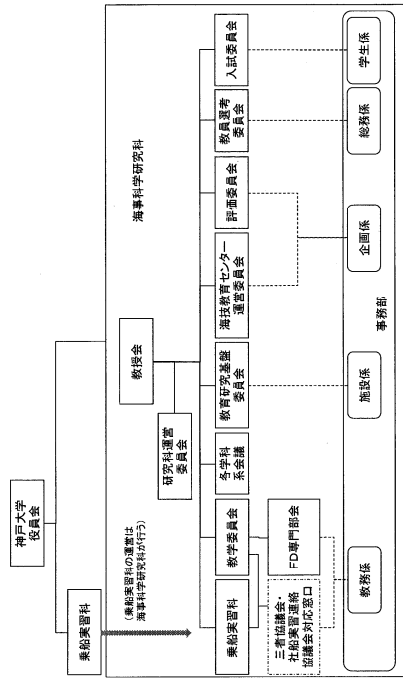 神戸大学
役員会
乗船実習科
(乗船実習科の運営は
海事科学研究科が行う)
海事科学研究科
教授会
研究科運営
委員会
乗船実習科
教学委員会
各学科
系会議
教育研究基盤
委員会
海技教育センター
運営委員会
評価委員会
教員選考
委員会
入試委員会
三者協議会・
社船実習連絡
協議会対応窓口
FD専門部会
教務係
施設係
企画係
総務係
学生係
事務部